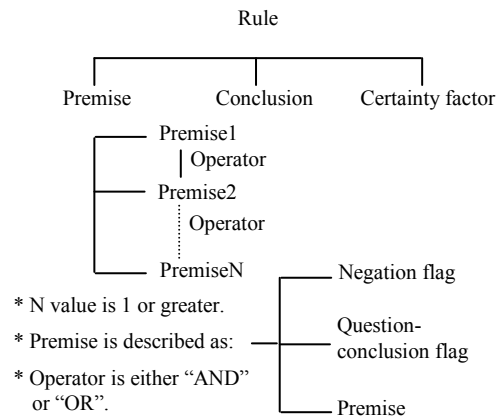 Rule
Premise Conclusion Certainty factor
Premise1
Operator
Premise2
Operator
PremiseN
Negation flag
* N value is 1 or greater.
Question-
* Premise is described as:
conclusion flag
* Operator is either “AND”
or “OR”.
Premise